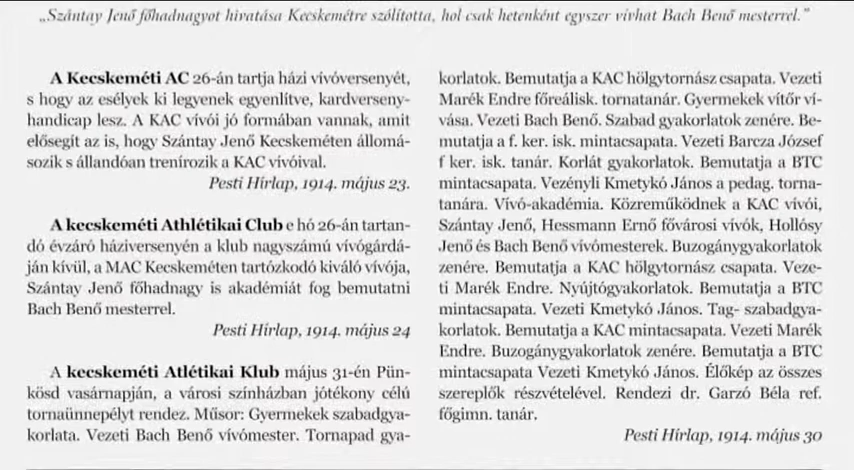 „Szántay Jenő főhadnagyot hivatása Kecskemétre szólította, hol csak hetenként egyszer vívhat Bach Benő mesterrel.”
A Kecskeméti AC 26-án tartja házi vívóversenyét,
s hogy az esélyek ki legyenek egyenlítve, kardverseny-
handicap lesz. A KAC vívói jó formában vannak, amit
elősegít az is, hogy Szántay Jenő Kecskeméten állomá-
sozik s állandóan trenírozik a KAC vívóival.
Pesti Hírlap, 1914. május 23.
A kecskeméti Athlétikai Club e hó 26-án tartan-
dó évzáró háziversenyén a klub nagyszámú vívógárdá-
ján kívül, a MAC Kecskeméten tartózkodó kiváló vívója,
Szántay Jenő főhadnagy is akadémiát fog bemutatni
Bach Benő mesterrel.
Pesti Hírlap, 1914. május 24
A kecskeméti Atlétikai Klub május 31-én Pün-
kösd vasárnapján, a városi színházban jótékony célú
tornaünnepélyt rendez. Műsor: Gyermekek szabadgya-
korlata. Vezeti Bach Benő vívómester. Tornapad gya-
korlatok. Bemutatja a KAC hölgytornász csapata. Vezeti
Marék Endre főreálisk. tornatanár. Gyermekek vítőr ví-
vása. Vezeti Bach Benő. Szabad gyakorlatok zenére. Be-
mutatja a f. ker. isk. mintacsapata. Vezeti Barcza József
f ker. isk. tanár. Korlát gyakorlatok. Bemutatja a BTC
mintacsapata. Vezényli Kmetykó János a pedag. torna-
tanára. Vívó-akadémia. Közreműködnek a KAC vívói,
Szántay Jenő, Hessmann Ernő fővárosi vívók, Hollósy
Jenő és Bach Benő vívómesterek. Buzogánygyakorlatok
zenére. Bemutatja a KAC hölgytornász csapata. Veze-
ti Marék Endre. Nyújtógyakorlatok. Bemutatja a BTC
mintacsapata. Vezeti Kmetykó János. Tag- szabadgya-
korlatok. Bemutatja a KAC mintacsapata. Vezeti Marék
Endre. Buzogánygyakorlatok zenére. Bemutatja a BTC
mintacsapata Vezeti Kmetykó János. Élőkép az összes
szereplők részvételével. Rendezi dr. Garzó Béla ref.
főgimn. tanár.
Pesti Hírlap, 1914. május 30